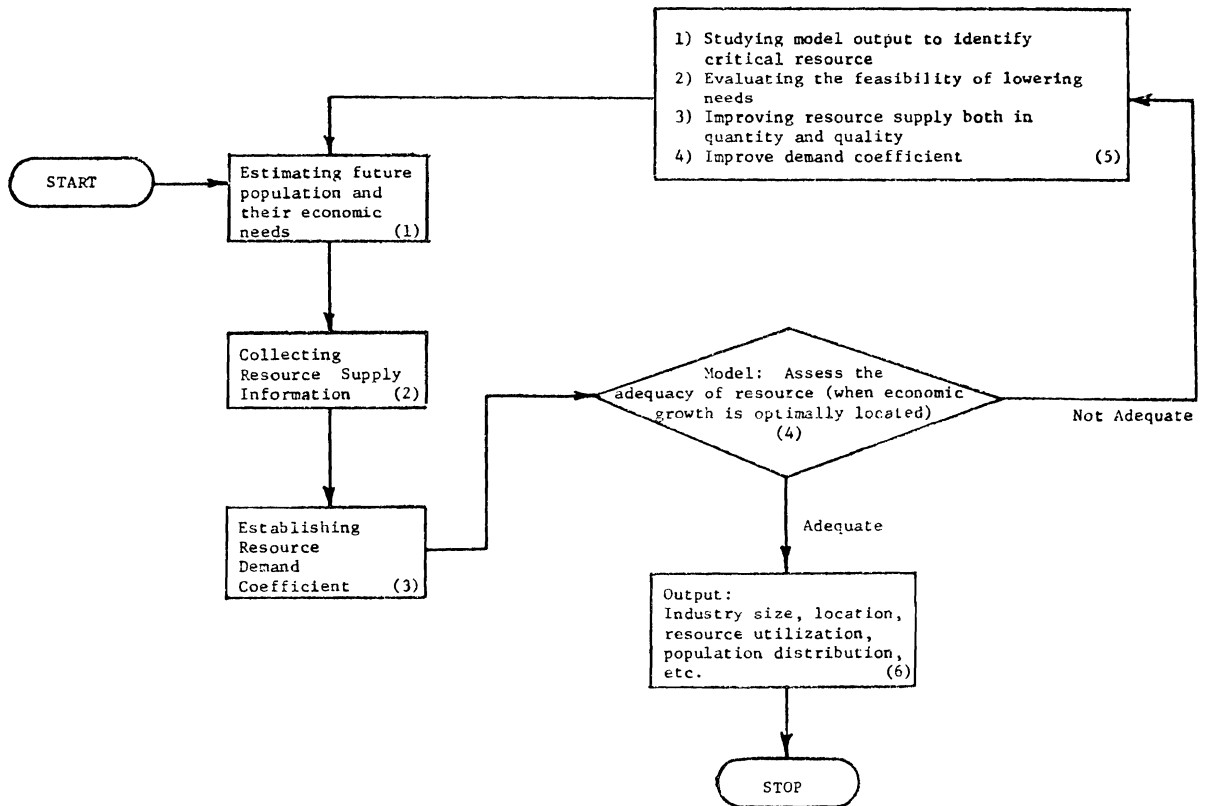 START
Estimating future
population and
their economic
needs (1)
Collecting
Resource Supply
Information (2)
Establishing
Resource
Demand
Coefficient (3)
Model: Assess the
adequacy of resource (when economic
growth is optimally located)
(4)
Not Adequate
1) Studying model output to identify
critical resource
2) Evaluating the feasibility of lowering
needs
3) Improving resource supply both in
quantity and quality
4) Improve demand coefficient (5)
Adequate
Output:
Industry size, location,
resource utilization,
population distribution,
etc. (6)
STOP